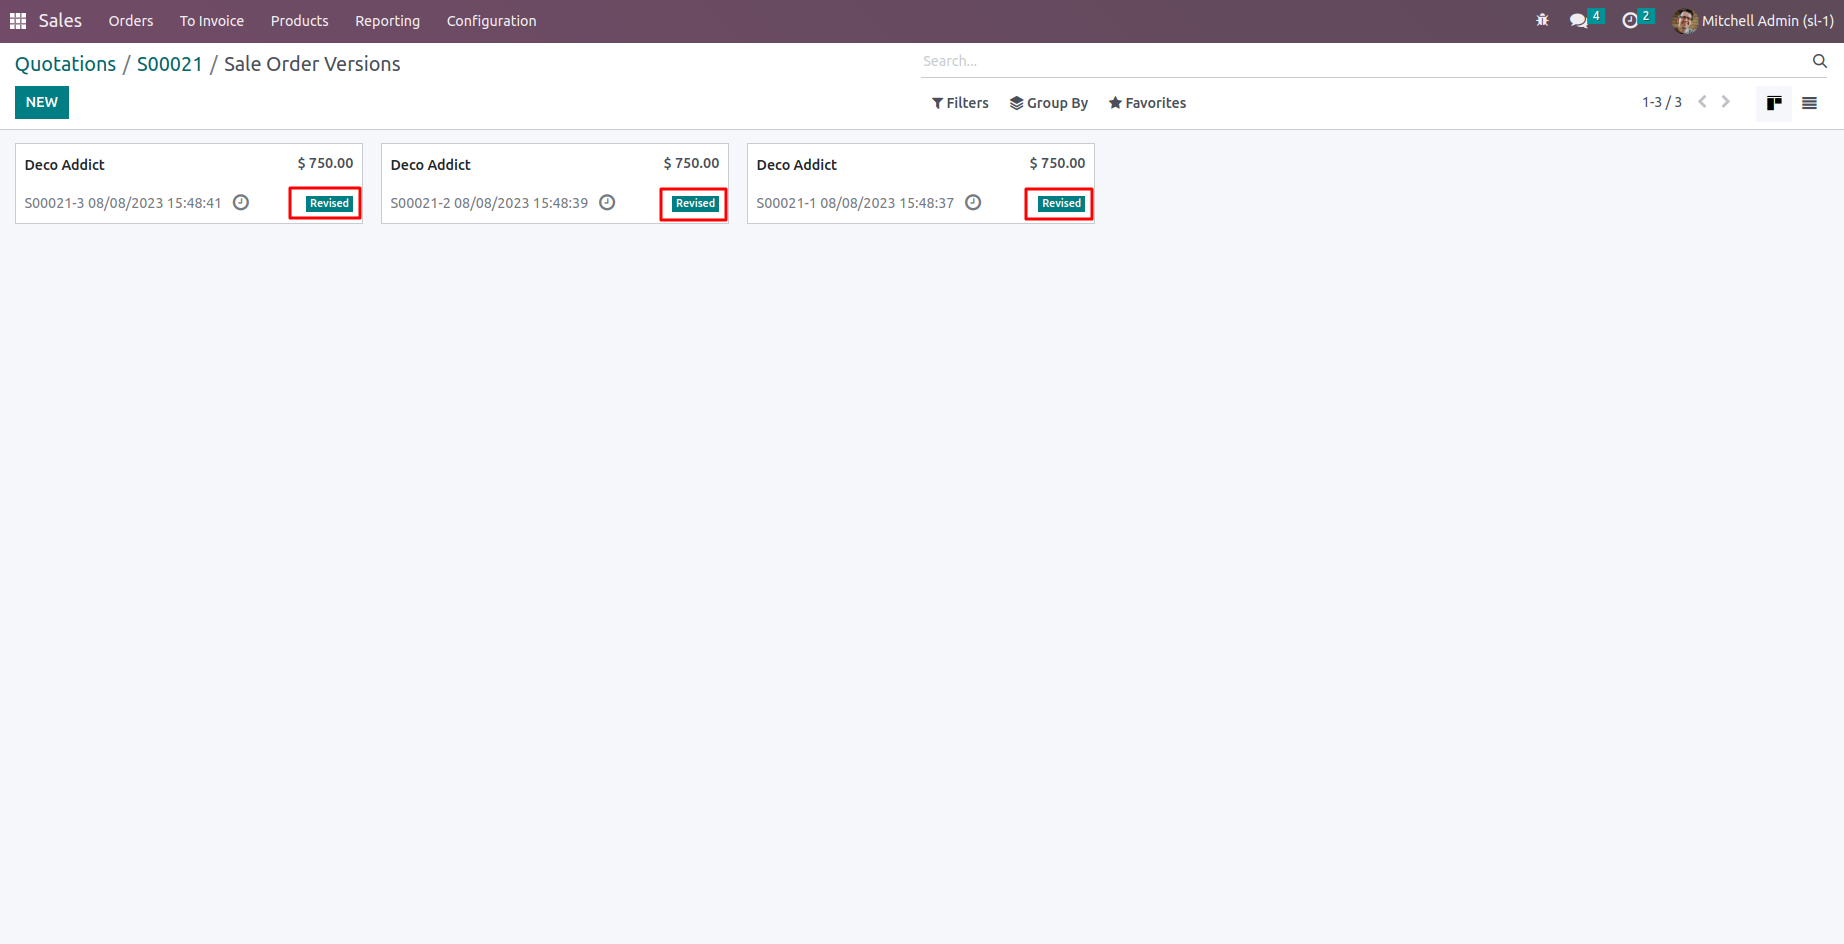 Sales Orders To Invoice Products Reporting Configuration 4 2 Mitchell Admin (sl-1)
Quotations / S00021 / Sale Order Versions Search...
NEW Filters Group By Favorites 1-3 / 3
Deco Addict $ 750.00
S00021-3 08/08/2023 15:48:41 Revised
Deco Addict $ 750.00
S00021-2 08/08/2023 15:48:39 Revised
Deco Addict $ 750.00
S00021-1 08/08/2023 15:48:37 Revised